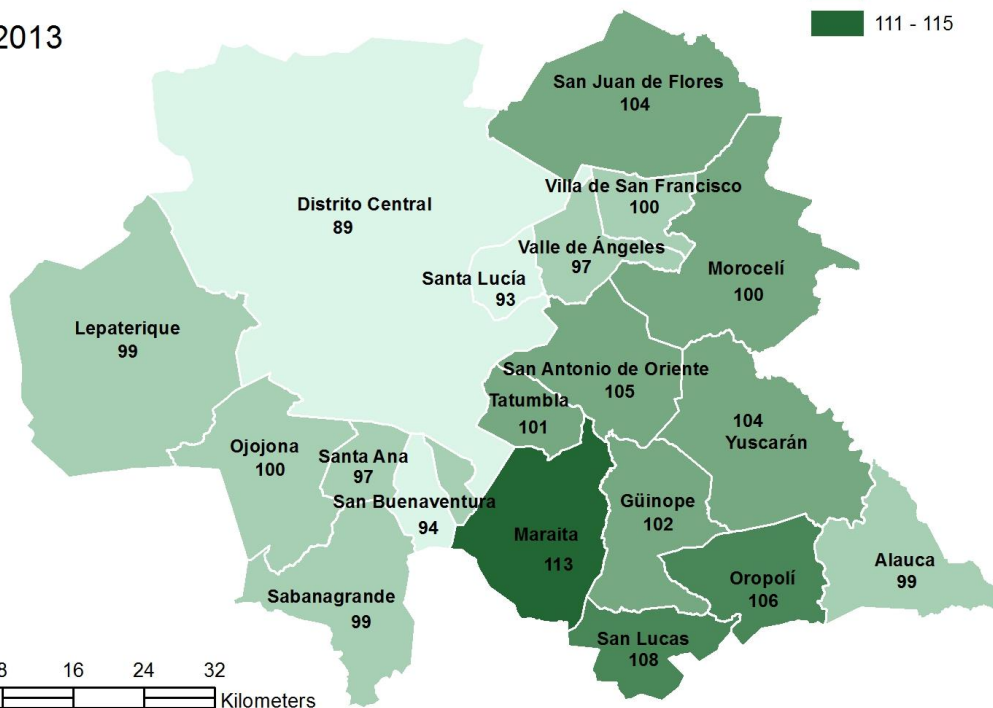 2013
111 - 115
San Juan de Flores
104
Villa de San Francisco
100
Distrito Central
89
Valle de Ángeles
97
Santa Lucía
93
Morocelí
100
Lepaterique
99
San Antonio de Oriente
105
Tatumbla
101
104
Yuscarán
Ojojona
100
Santa Ana
97
San Buenaventura
94
Güinope
102
Maraita
113
Alauca
99
Oropolí
106
Sabanagrande
99
San Lucas
108
8 16 24 32
Kilometers